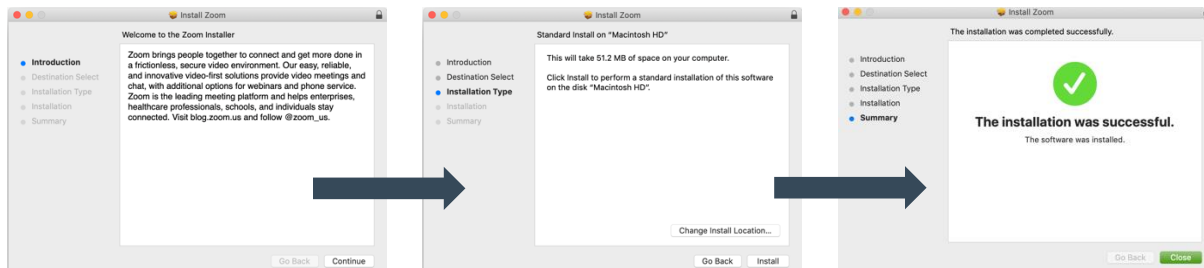 Install Zoom
Welcome to the Zoom Installer
Introduction
Destination Select
Installation Type
Installation
Summary
Zoom brings people together to connect and get more done in
a frictionless, secure video environment. Our easy, reliable,
and innovative video-first solutions provide video meetings and
chat, with additional options for webinars and phone service.
Zoom is the leading meeting platform and helps enterprises,
healthcare professionals, schools, and individuals stay
connected. Visit blog.zoom.us and follow @zoom_us.
Go Back
Continue
Install Zoom
Standard Install on "Macintosh HD"
Introduction
Destination Select
Installation Type
Installation
Summary
This will take 51.2 MB of space on your computer.
Click Install to perform a standard installation of this software
on the disk "Macintosh HD".
Change Install Location...
Go Back
Install
Install Zoom
The installation was completed successfully.
Introduction
Destination Select
Installation Type
Installation
Summary
The installation was successful.
The software was installed.
Go Back
Close